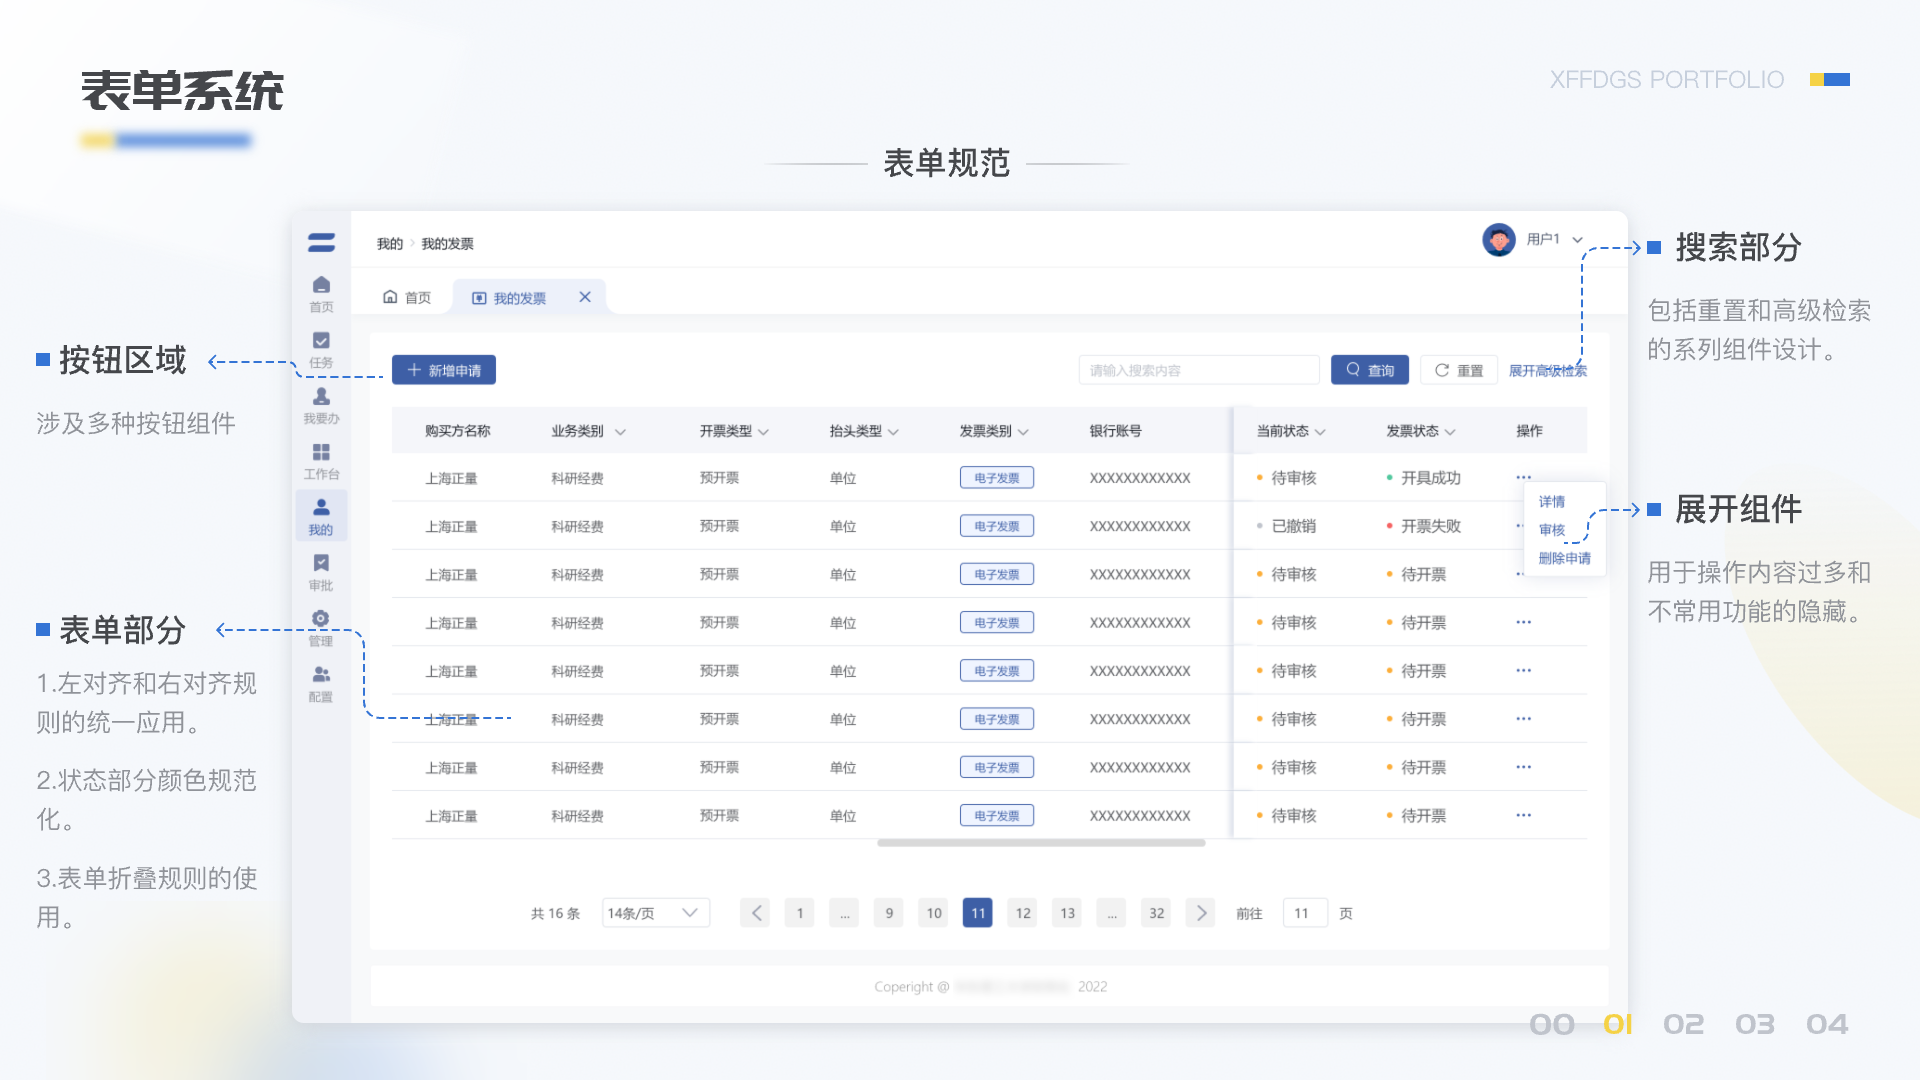 表单系统
XFFDGS PORTFOLIO
表单规范
按钮区域
涉及多种按钮组件
表单部分
1.左对齐和右对齐规
则的统一应用。
2.状态部分颜色规范
化。
3.表单折叠规则的使
用。
首页
任务
我要办
工作台
我的
审批
管理
配置
我的 > 我的发票
用户1
首页 我的发票
新增申请 请输入搜索内容 查询 重置 展开高级检索
购买方名称 业务类别 开票类型 抬头类型 发票类别 银行账号 当前状态 发票状态 操作
上海正量 科研经费 预开票 单位 电子发票 XXXXXXXXXXXX 待审核 开具成功 ...
上海正量 科研经费 预开票 单位 电子发票 XXXXXXXXXXXX 已撤销 开票失败
上海正量 科研经费 预开票 单位 电子发票 XXXXXXXXXXXX 待审核 待开票
上海正量 科研经费 预开票 单位 电子发票 XXXXXXXXXXXX 待审核 待开票 ...
上海正量 科研经费 预开票 单位 电子发票 XXXXXXXXXXXX 待审核 待开票 ...
上海正量 科研经费 预开票 单位 电子发票 XXXXXXXXXXXX 待审核 待开票 ...
上海正量 科研经费 预开票 单位 电子发票 XXXXXXXXXXXX 待审核 待开票 ...
上海正量 科研经费 预开票 单位 电子发票 XXXXXXXXXXXX 待审核 待开票 ...
详情
审核
删除申请
共 16 条 14条/页 < 1 ... 9 10 11 12 13 ... 32 > 前往 11 页
Coperight @ 2022
搜索部分
包括重置和高级检索
的系列组件设计。
展开组件
用于操作内容过多和
不常用功能的隐藏。
00 01 02 03 04